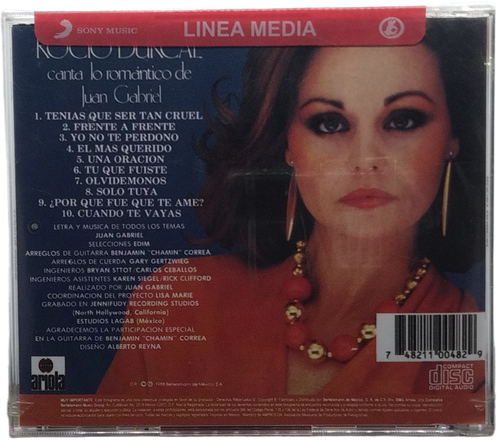 SONY MUSIC
LINEA MEDIA
ROCIO DURCAL
canta lo romántico de
Juan Gabriel
1. TENIAS QUE SER TAN CRUEL
2. FRENTE A FRENTE
3. YO NO TE PERDONO
4. EL MAS QUERIDO
5. UNA ORACION
6. TU QUE FUISTE
7. OLVIDEMONOS
8. SOLO TUYA
9. ¿POR QUE FUE QUE TE AME?
10. CUANDO TE VAYAS
LETRA Y MUSICA DE TODOS LOS TEMAS
JUAN GABRIEL
SELECCIONES EDIM
ARREGLOS DE GUITARRA BENJAMIN "CHAMIN" CORREA
ARREGLOS DE CUERDA GARY GERTZWIEG
INGENIEROS BRYAN STTOT/CARLOS CEBALLOS
INGENIEROS ASISTENTES KAREN SIEGEL/RICK CLIFFORD
REALIZADO POR JUAN GABRIEL
COORDINACION DEL PROYECTO LISA MARIE
GRABADO EN JENNIFUDY RECORDING STUDIOS
(North Hollywood, California)
ESTUDIOS LAGAB (México)
AGRADECEMOS LA PARTICIPACION ESPECIAL
EN LA GUITARRA DE BENJAMIN "CHAMIN" CORREA
DISEÑO ALBERTO REYNA
ariola
7 48211 00482 9
COMPACT
disc
DIGITAL AUDIO